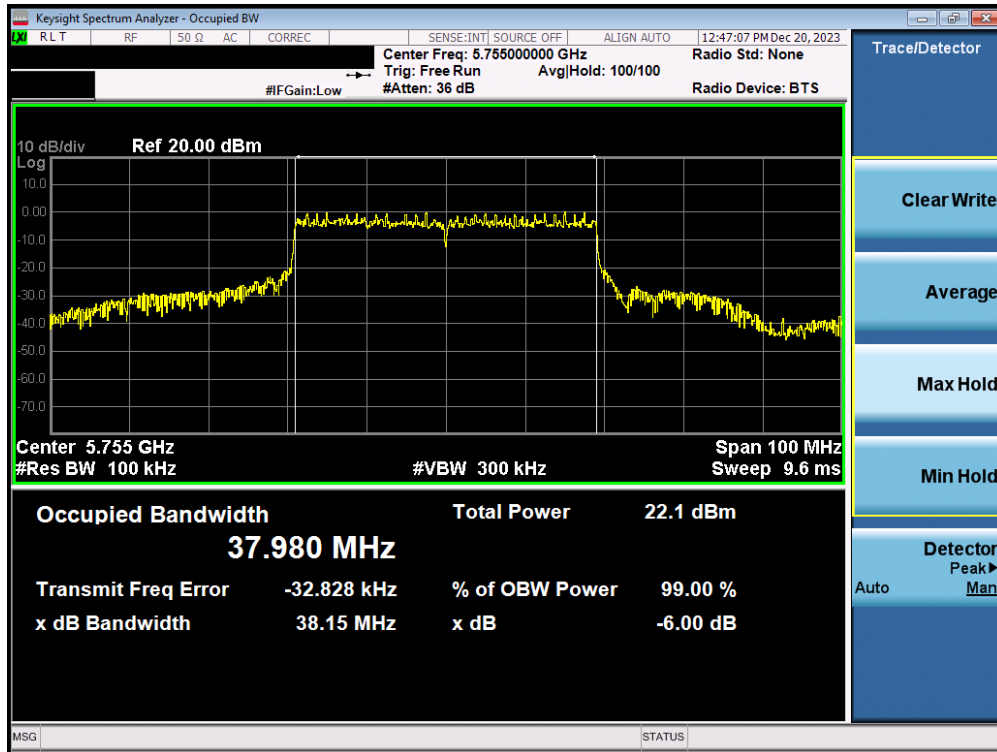 Keysight Spectrum Analyzer - Occupied BW
LXI RLT RF 50 Ω AC CORREC SENSE:INT SOURCE OFF ALIGN AUTO 12:47:07 PM Dec 20, 2023
Center Freq: 5.755000000 GHz Radio Std: None
Trig: Free Run Avg|Hold: 100/100
#IFGain:Low #Atten: 36 dB Radio Device: BTS
10 dB/div Ref 20.00 dBm
Log
10.0
0.00
-10.0
-20.0
-30.0
-40.0
-50.0
-60.0
-70.0
Center 5.755 GHz Span 100 MHz
#Res BW 100 kHz #VBW 300 kHz Sweep 9.6 ms
Occupied Bandwidth Total Power 22.1 dBm
37.980 MHz
Transmit Freq Error -32.828 kHz % of OBW Power 99.00 %
x dB Bandwidth 38.15 MHz x dB -6.00 dB
MSG STATUS
Trace/Detector
Clear Write
Average
Max Hold
Min Hold
Detector
Peak▶
Auto Man